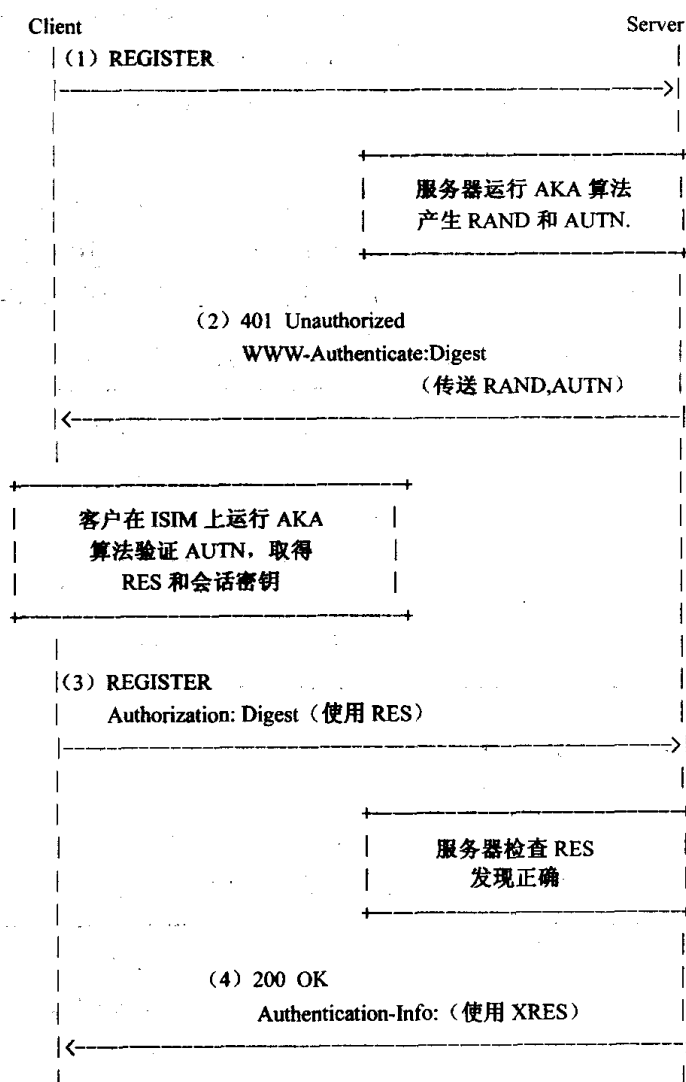 Client Server
（1）REGISTER
服务器运行 AKA 算法
产生 RAND 和 AUTN.
（2）401 Unauthorized
WWW-Authenticate:Digest
（传送 RAND,AUTN）
客户在 ISIM 上运行 AKA
算法验证 AUTN，取得
RES 和会话密钥
（3）REGISTER
Authorization: Digest（使用 RES）
服务器检查 RES
发现正确
（4）200 OK
Authentication-Info:（使用 XRES）